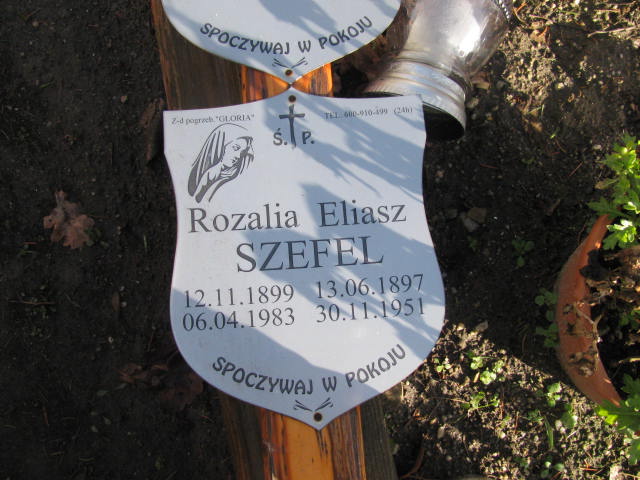 SPOCZYWAJ W POKOJU
Z-d pogrzeb. "GLORIA" TEL. 600-910-499 (24h)
Ś. P.
Rozalia Eliasz
SZEFEL
12.11.1899 13.06.1897
06.04.1983 30.11.1951
SPOCZYWAJ W POKOJU